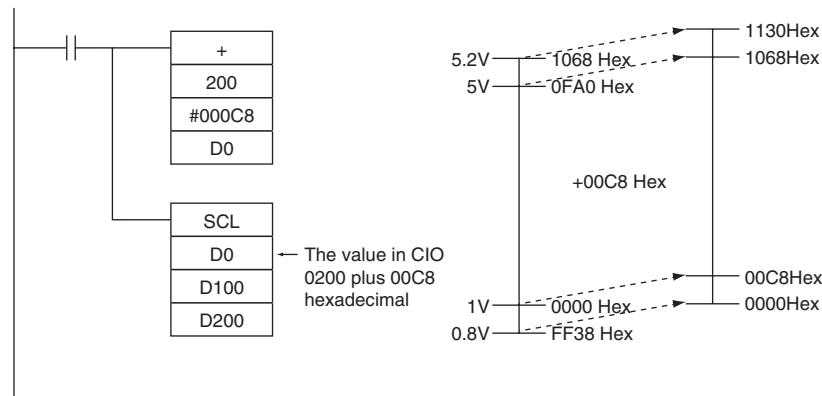 +
200
#000C8
D0
SCL
D0
D100
D200
← The value in CIO
0200 plus 00C8
hexadecimal
5.2V
1068 Hex
5V
0FA0 Hex
+00C8 Hex
1V
0000 Hex
0.8V
FF38 Hex
1130Hex
1068Hex
00C8Hex
0000Hex